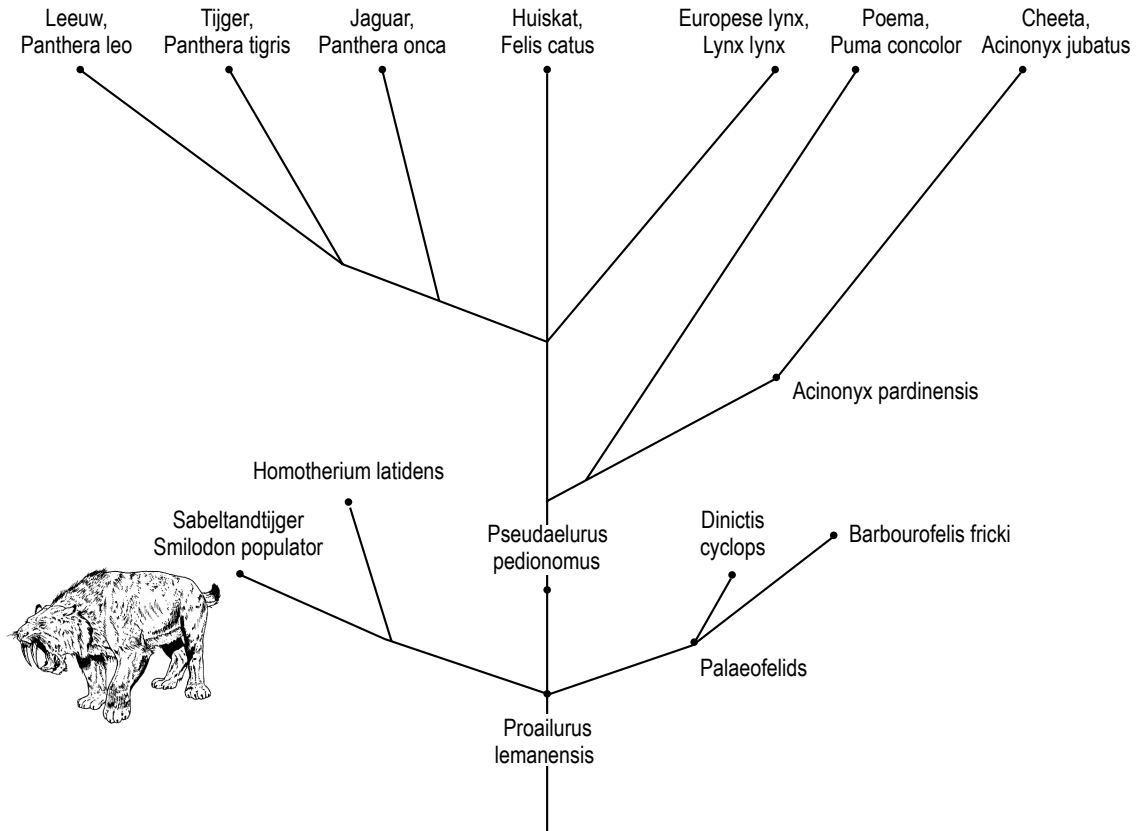 Leeuw,
Panthera leo
Tijger,
Panthera tigris
Jaguar,
Panthera onca
Huiskat,
Felis catus
Europese lynx,
Lynx lynx
Poema,
Puma concolor
Cheeta,
Acinonyx jubatus
Acinonyx pardinensis
Homotherium latidens
Sabeltandtijger
Smilodon populator
Pseudaelurus
pedionomus
Dinictis
cyclops
Barbourofelis fricki
Palaeofelids
Proailurus
lemanensis